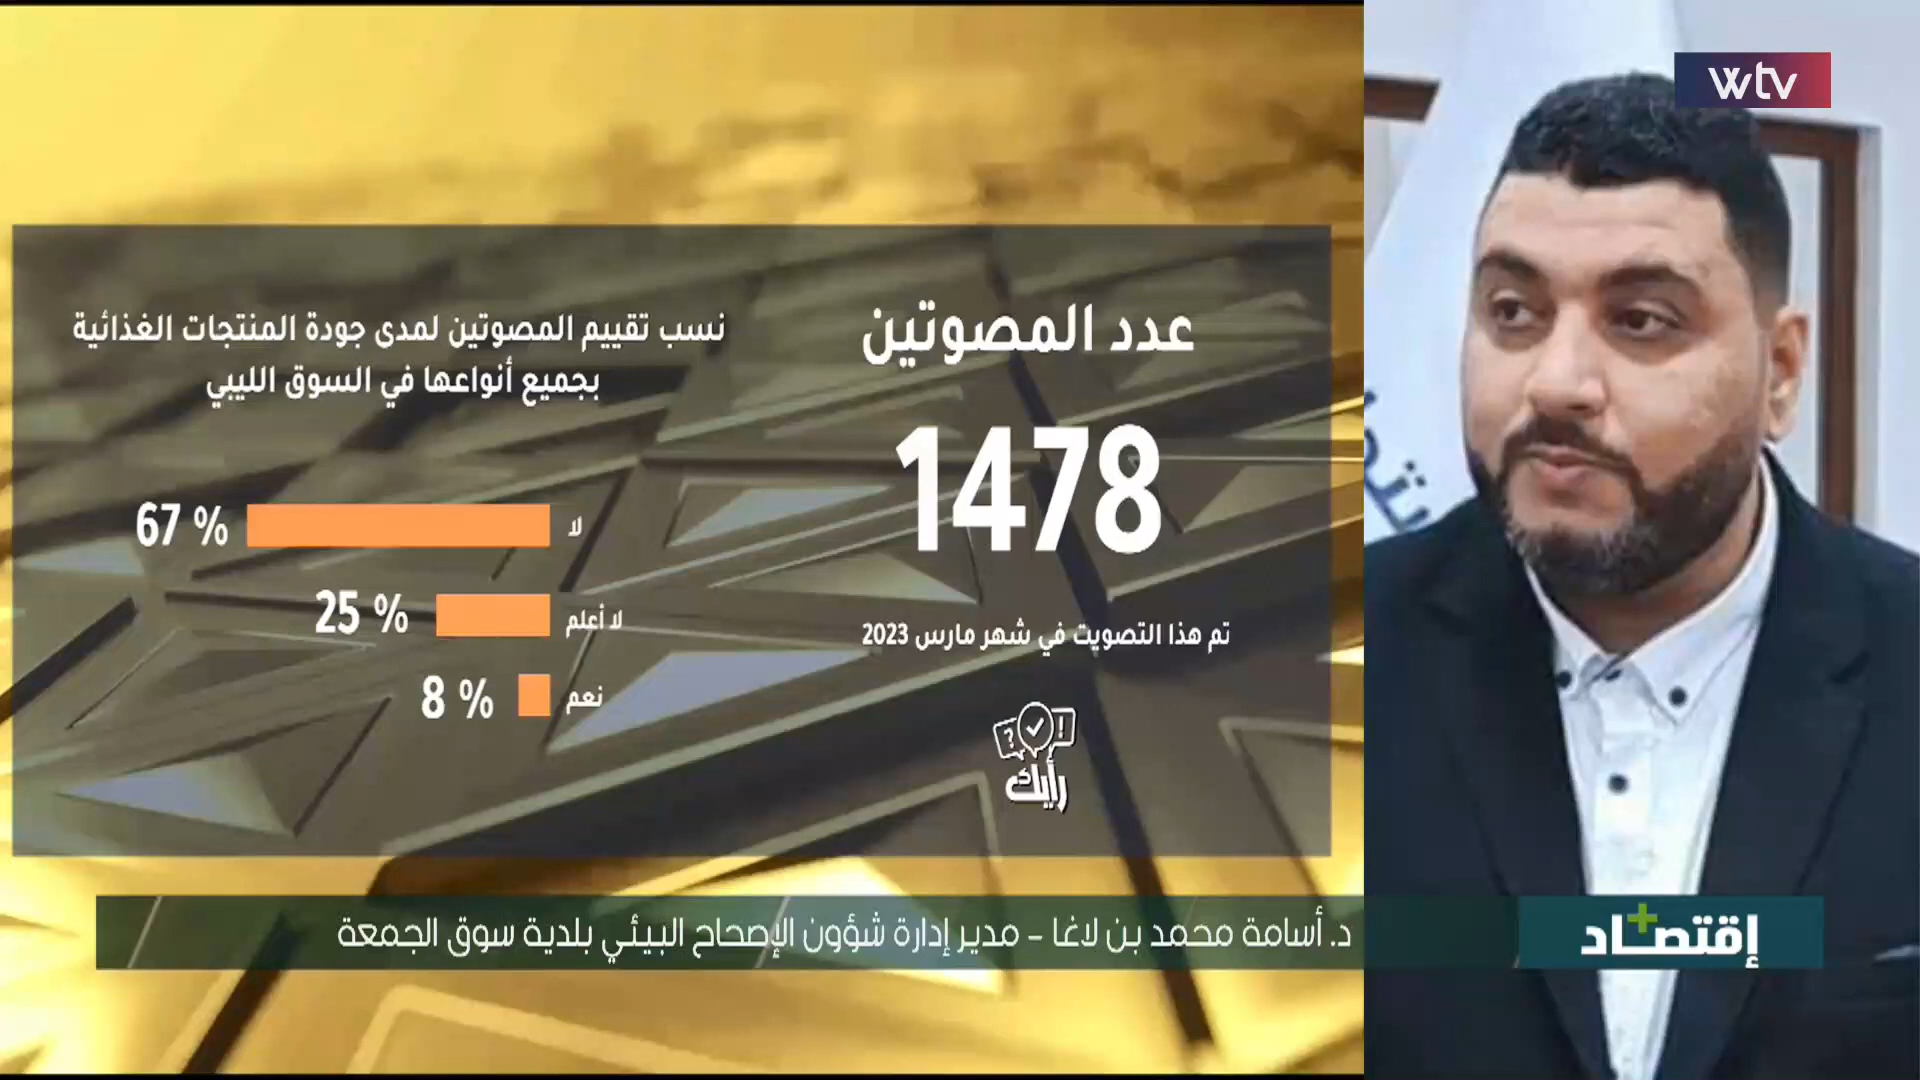 wtv
عدد المصوتين
1478
تم هذا التصويت في شهر مارس 2023
رأيك
نسب تقييم المصوتين لمدى جودة المنتجات الغذائية
بجميع أنواعها في السوق الليبي
لا 67 %
لا أعلم 25 %
نعم 8 %
إقتصاد+
د. أسامة محمد بن لاغا - مدير إدارة شؤون الإصحاح البيئي بلدية سوق الجمعة